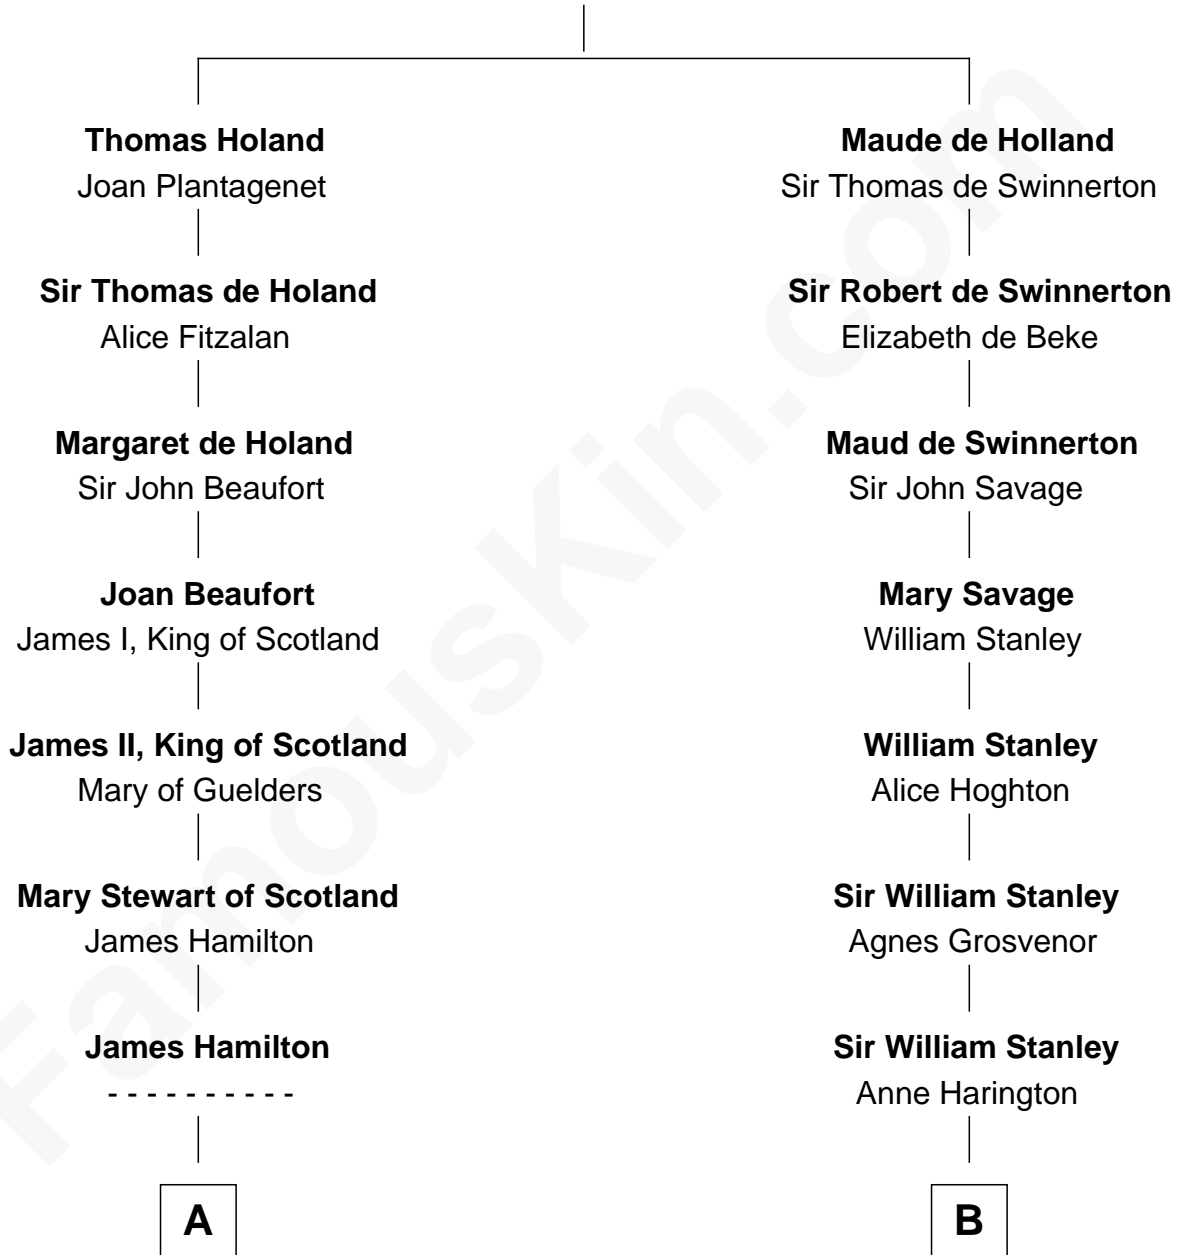 Thomas Holand
Joan Plantagenet
Sir Thomas de Holand
Alice Fitzalan
Margaret de Holand
Sir John Beaufort
Joan Beaufort
James I, King of Scotland
James II, King of Scotland
Mary of Guelders
Mary Stewart of Scotland
James Hamilton
James Hamilton
- - - - - - - - - -
A
Maude de Holland
Sir Thomas de Swinnerton
Sir Robert de Swinnerton
Elizabeth de Beke
Maud de Swinnerton
Sir John Savage
Mary Savage
William Stanley
William Stanley
Alice Hoghton
Sir William Stanley
Agnes Grosvenor
Sir William Stanley
Anne Harington
B
FamousKin.com